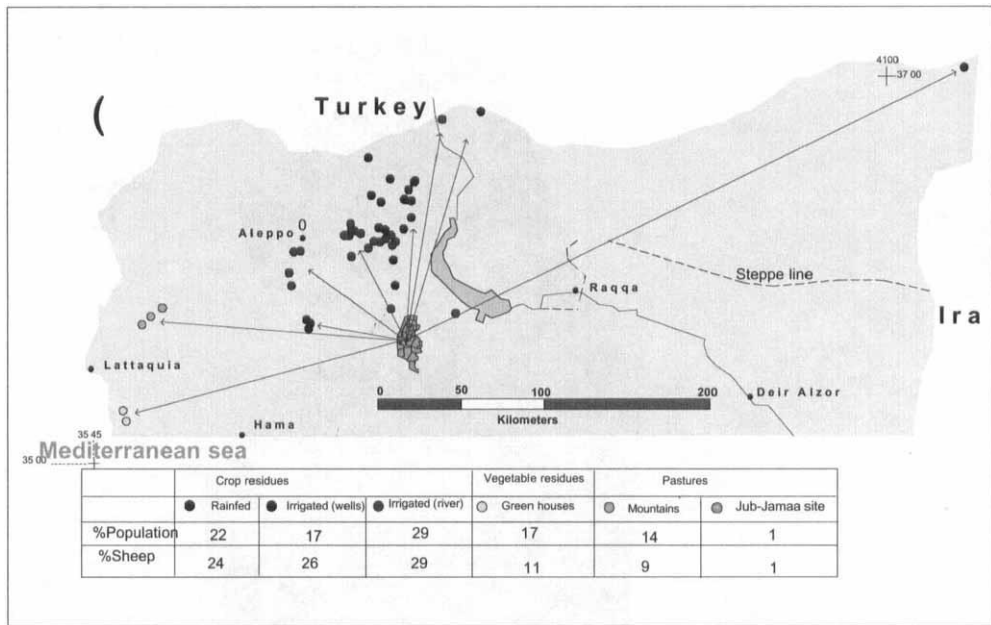 4100
37 00
(
Turkey
Aleppo
0
Steppe line
Raqqa
Ira
Lattaquia
0 50 100 200
Kilometers
Deir Alzor
Hama
35 45
Mediterranean sea
35 00
Crop residues Vegetable residues Pastures
Rainfed Irrigated (wells) Irrigated (river) Green houses Mountains Jub-Jamaa site
%Population 22 17 29 17 14 1
%Sheep 24 26 29 11 9 1